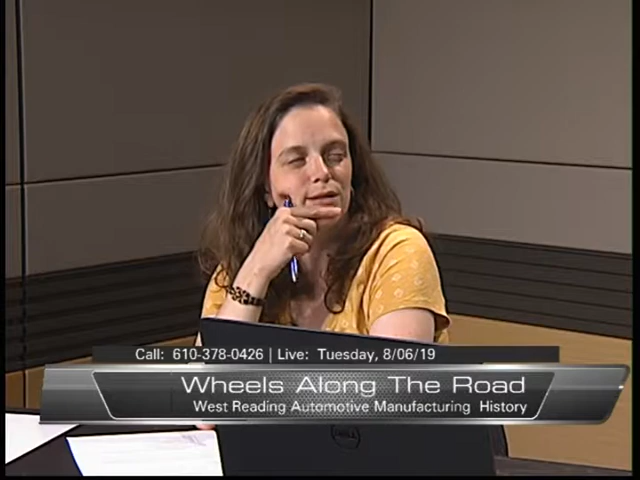 Call: 610-378-0426 | Live: Tuesday, 8/06/19
Wheels Along The Road
West Reading Automotive Manufacturing History
DELL